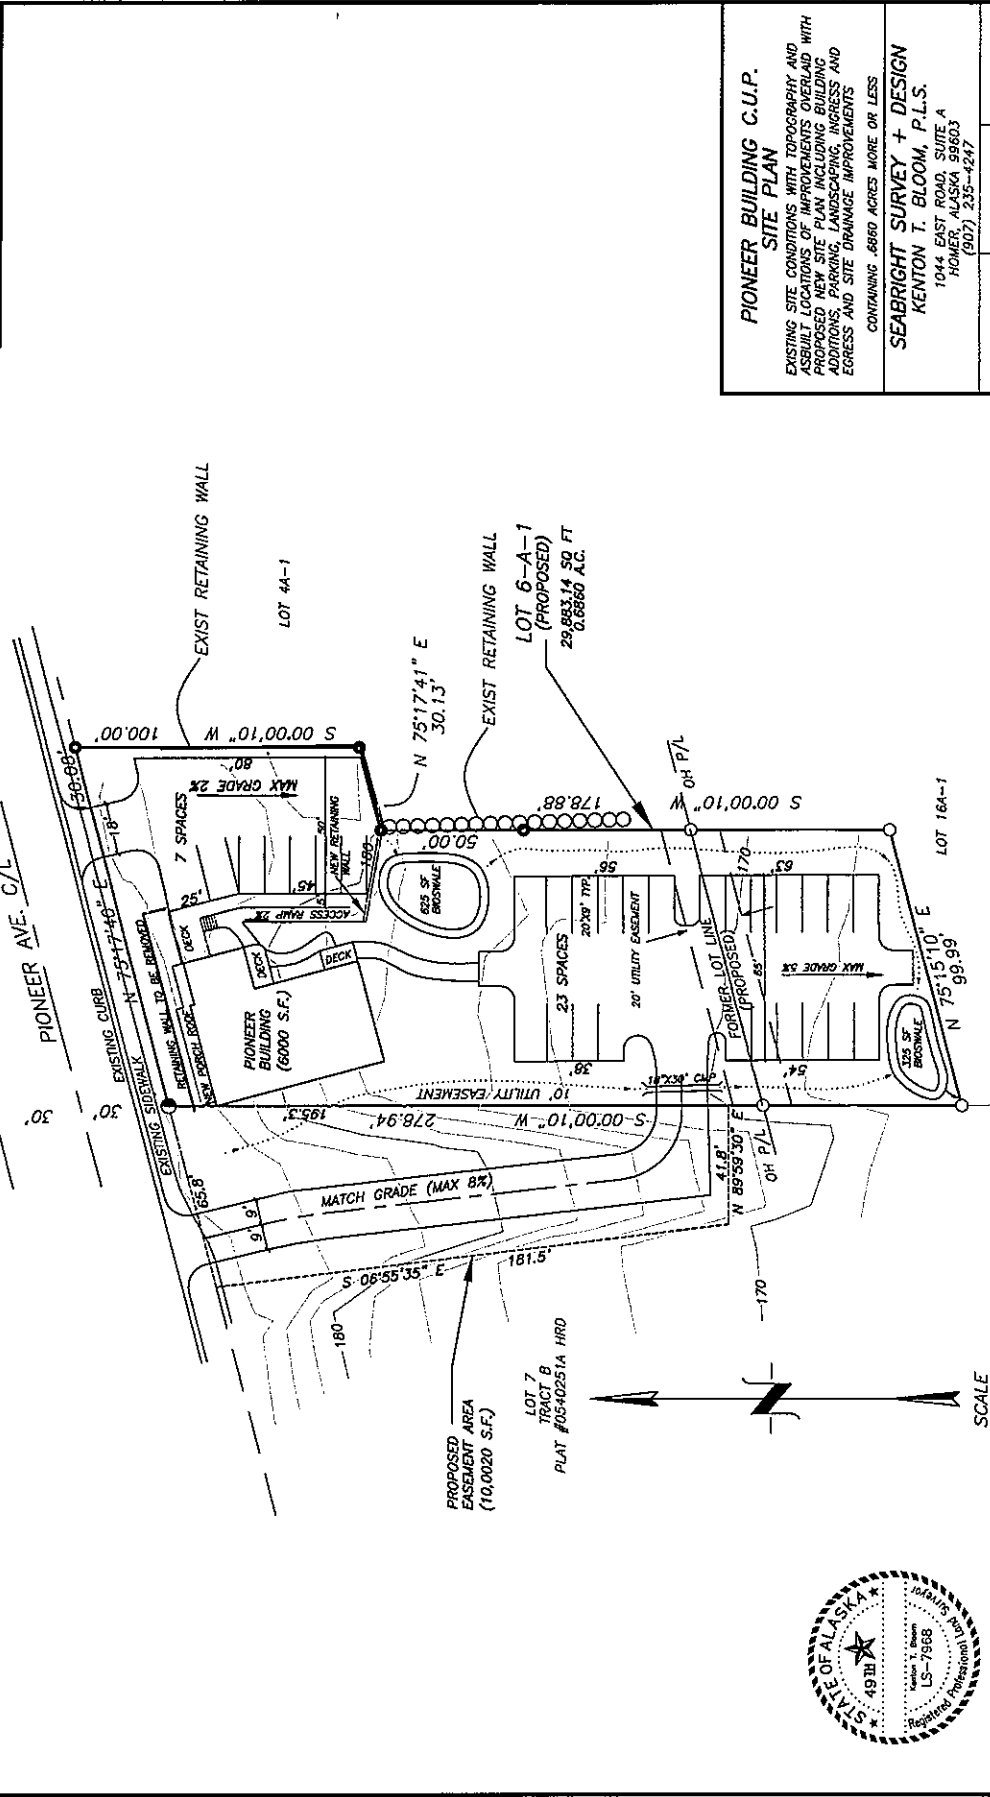 PIONEER AVE. C/L
30'
30'
EXISTING CURB
EXISTING SIDEWALK
N 75°17'40" E
30.00'
18'
RETAINING WALL TO BE REMOVED
NEW PORCH ROOF
65.8'
9'
9'
25'
DECK
DECK
DECK
PIONEER
BUILDING
(6000 S.F.)
7 SPACES
MAX GRADE 2%
80'
S 00°00'10" W 100.00'
EXIST RETAINING WALL
LOT 4A-1
45'
5'
50'
ACCESS RAMP 2%
NEW RETAINING
WALL
180
N 75°17'41" E
30.13'
625 SF
BIOSWALE
50.00'
EXIST RETAINING WALL
LOT 6-A-1
(PROPOSED)
29,883.14 SQ FT
0.6860 A.C.
S 00°00'10" W 178.88'
56'
20'X9' TYP.
23 SPACES
20' UTILITY EASEMENT
38'
FORMER LOT LINE
(PROPOSED)
OH P/L
170
63'
65'
MAX GRADE 5%
54'
LOT 16A-1
N 75°15'10" E
99.99'
325 SF
BIOSWALE
10' UTILITY EASEMENT
S 00°00'10" W 278.94'
195.3'
18"X30' CMP
MATCH GRADE (MAX 8%)
S 06°55'35" E 181.5'
41.8'
N 89°59'30" E
OH P/L
180
170
PROPOSED
EASEMENT AREA
(10,0020 S.F.)
LOT 7
TRACT B
PLAT #0540251A HRD
N
SCALE
STATE OF ALASKA
49 TH
Kenton T. Bloom
LS-7968
Registered Professional Land Surveyor
PIONEER BUILDING C.U.P.
SITE PLAN
EXISTING SITE CONDITIONS WITH TOPOGRAPHY AND
ASBUILT LOCATIONS OF IMPROVEMENTS OVERLAID WITH
PROPOSED NEW SITE PLAN INCLUDING BUILDING
ADDITIONS, PARKING, LANDSCAPING, INGRESS AND
EGRESS AND SITE DRAINAGE IMPROVEMENTS
CONTAINING .6860 ACRES MORE OR LESS
SEABRIGHT SURVEY + DESIGN
KENTON T. BLOOM, P.L.S.
1044 EAST ROAD, SUITE A
HOMER, ALASKA 99603
(907) 235-4247